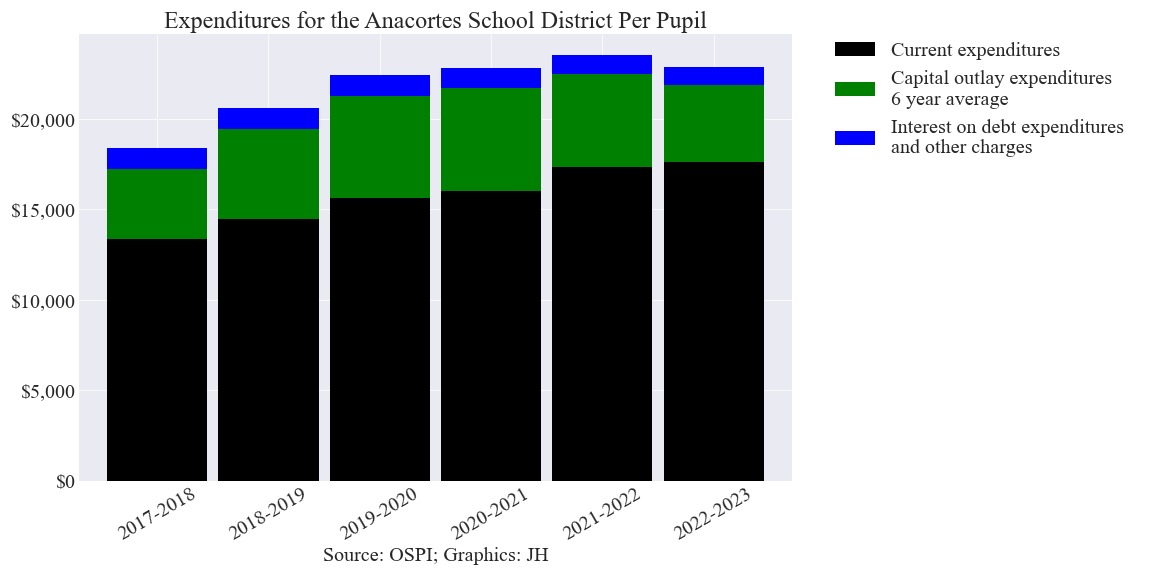 Expenditures for the Anacortes School District Per Pupil
Current expenditures
Capital outlay expenditures
6 year average
Interest on debt expenditures
and other charges
$20,000
$15,000
$10,000
$5,000
$0
2017-2018
2018-2019
2019-2020
2020-2021
2021-2022
2022-2023
Source: OSPI; Graphics: JH